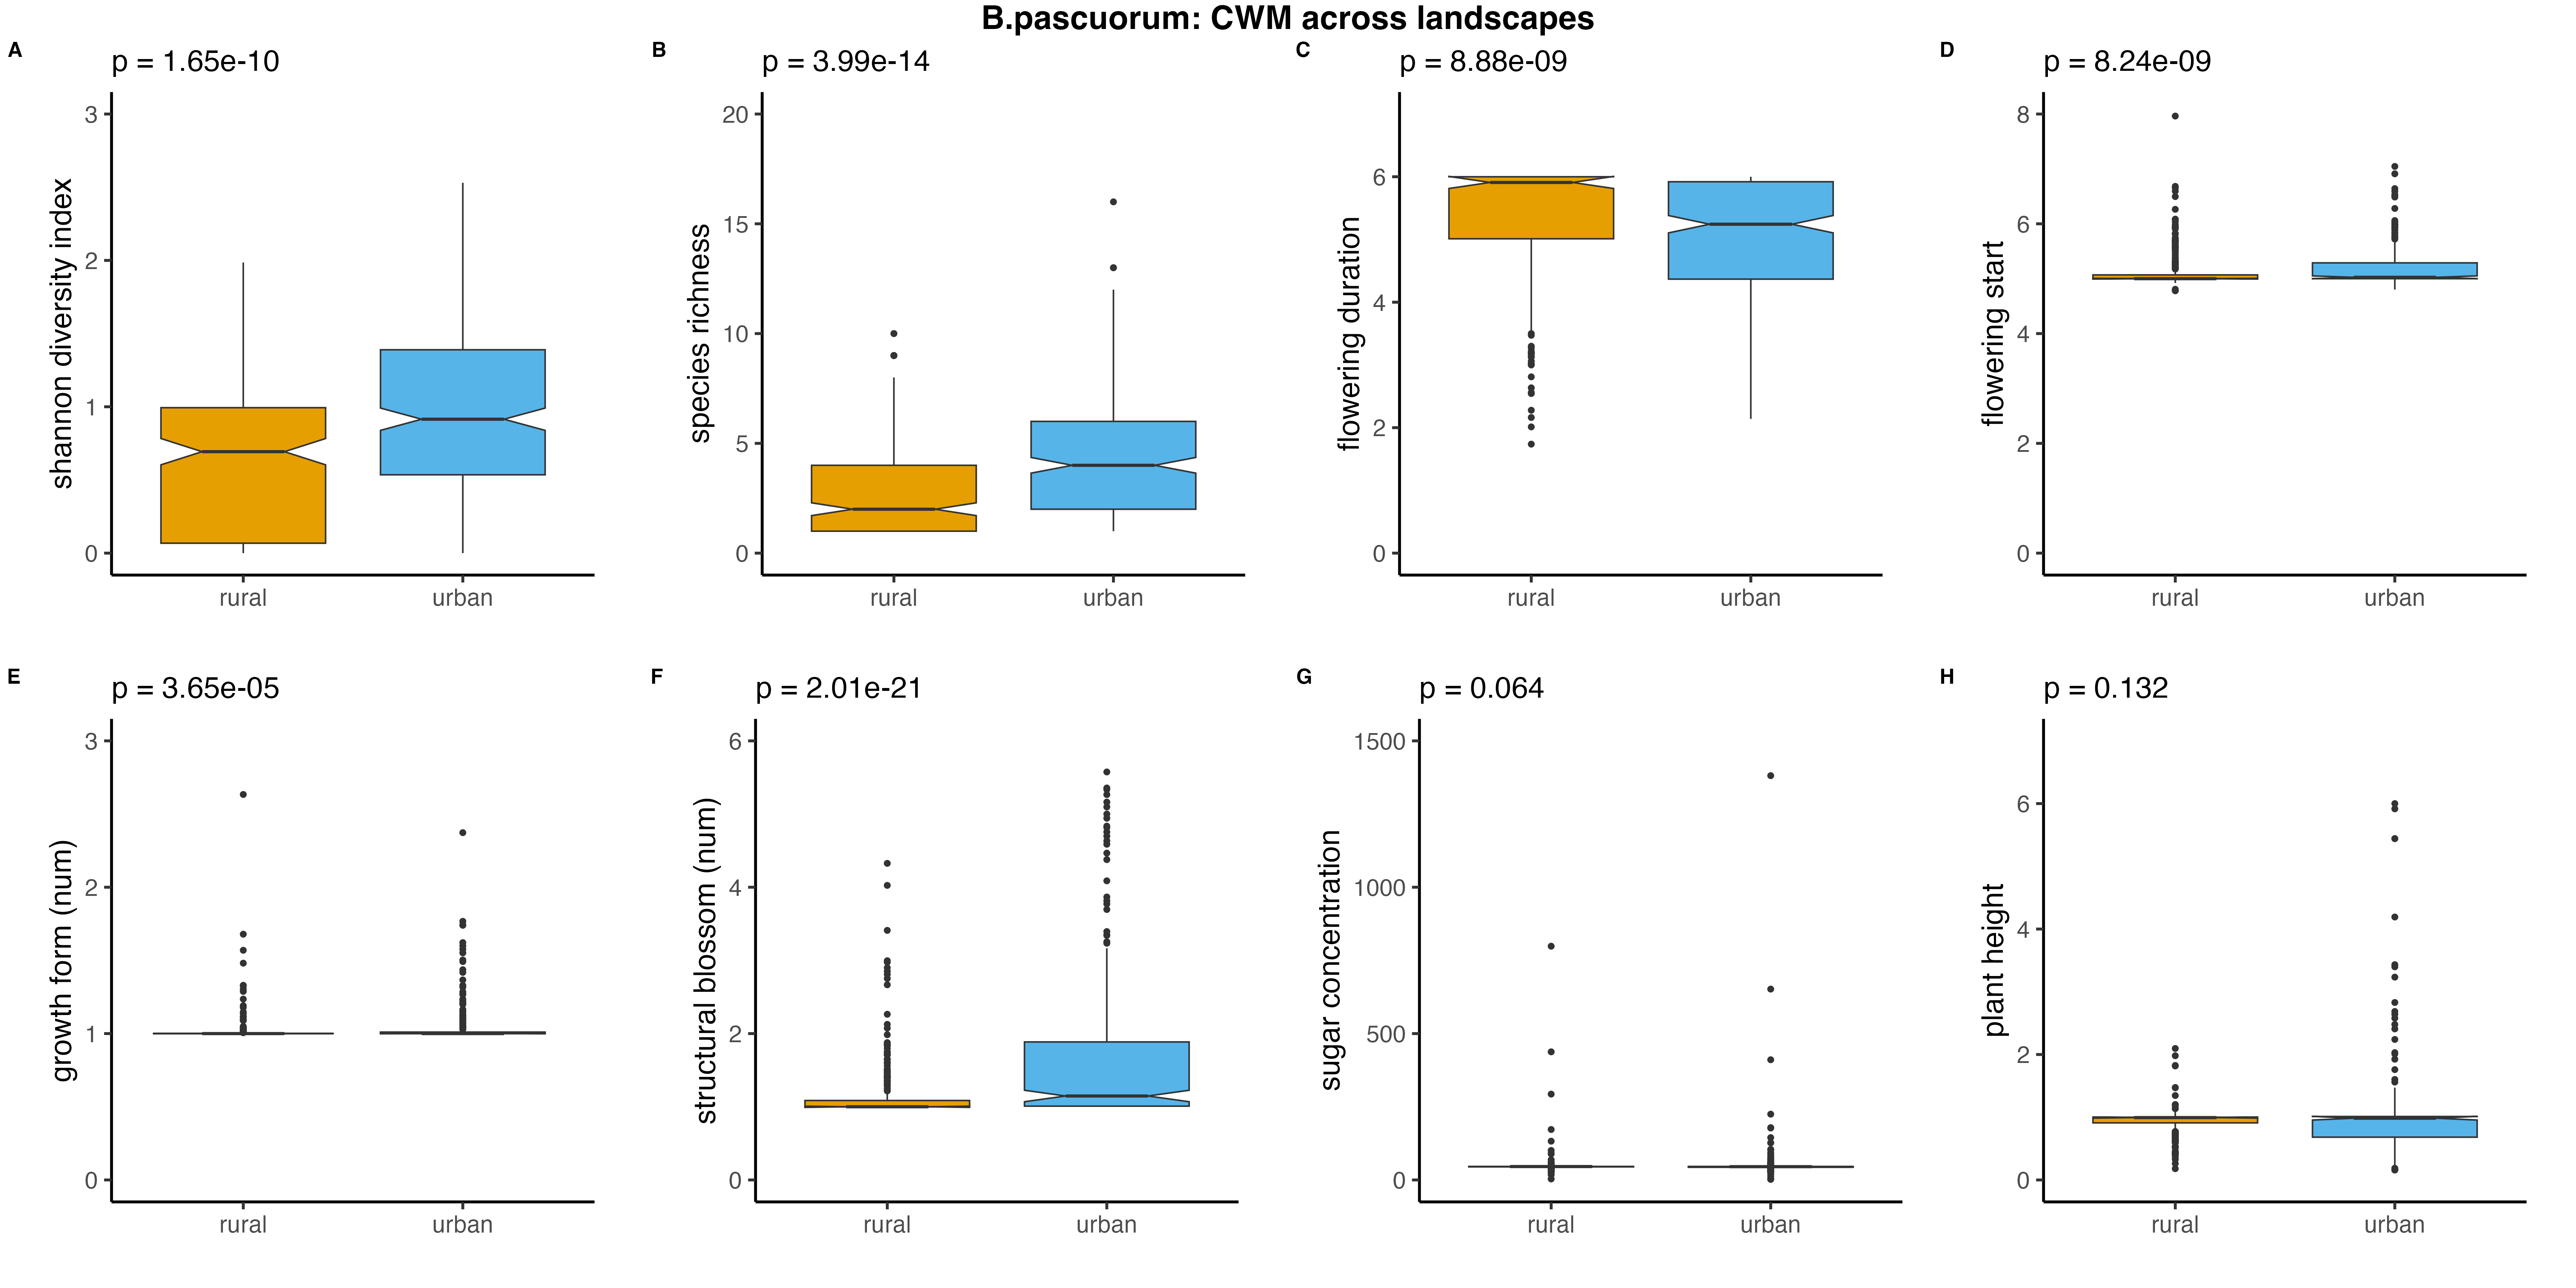 B.pascuorum: CWM across landscapes
A
p = 1.65e-10
shannon diversity index
3
2
1
0
rural urban
B
p = 3.99e-14
species richness
20
15
10
5
0
rural urban
C
p = 8.88e-09
flowering duration
6
4
2
0
rural urban
D
p = 8.24e-09
flowering start
8
6
4
2
0
rural urban
E
p = 3.65e-05
growth form (num)
3
2
1
0
rural urban
F
p = 2.01e-21
structural blossom (num)
6
4
2
0
rural urban
G
p = 0.064
sugar concentration
1500
1000
500
0
rural urban
H
p = 0.132
plant height
6
4
2
0
rural urban